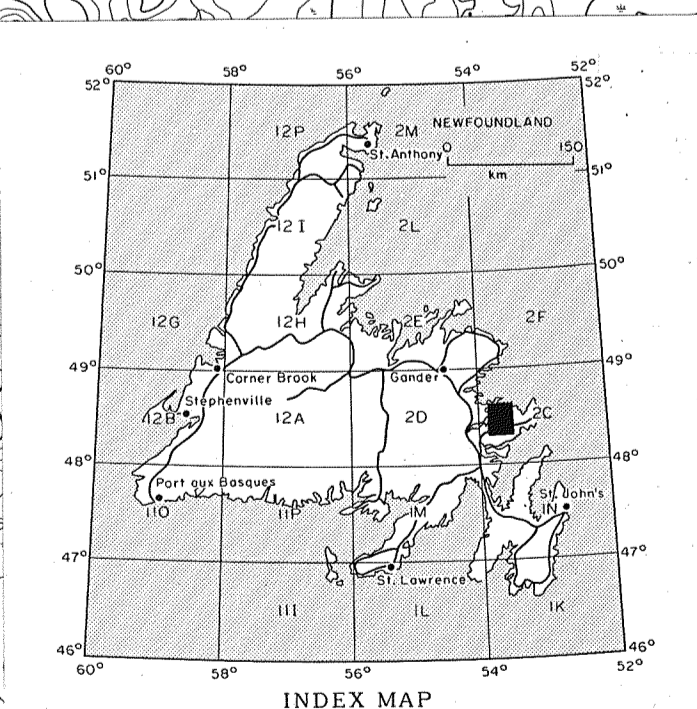 60° 58° 56° 54° 52°
52° 52°
12P 2M NEWFOUNDLAND
St. Anthony 0 150
km
51° 51°
12I 2L
50° 50°
12G 12H 2E 2F
49° 49°
Corner Brook Gander
Stephenville
12B 12A 2D 2C
48° 48°
Port aux Basques St. John's
11O 11P 1M 1N
47° 47°
St. Lawrence
11I 1L 1K
46° 46°
60° 58° 56° 54° 52°
INDEX MAP